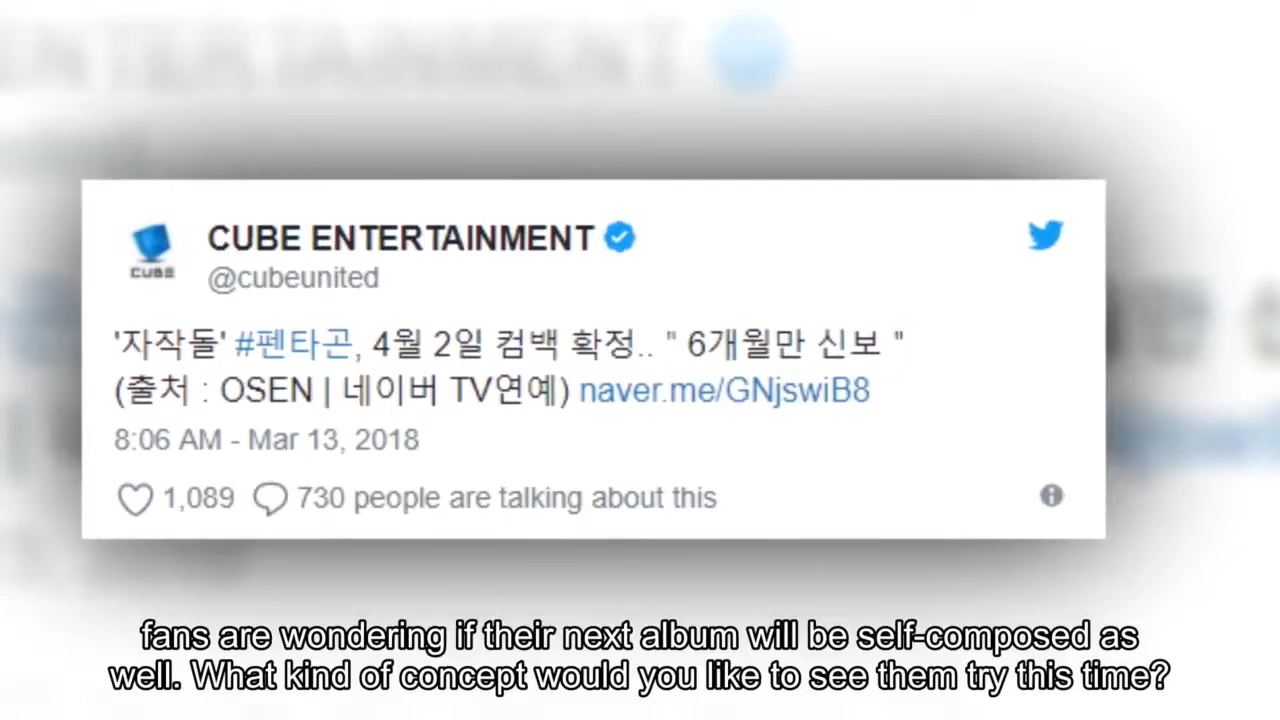 ENTERTAINMENT
CUBE ENTERTAINMENT
CUBE
@cubeunited
'자작돌' #펜타곤, 4월 2일 컴백 확정.. " 6개월만 신보 "
(출처 : OSEN | 네이버 TV연예) naver.me/GNjswiB8
8:06 AM - Mar 13, 2018
1,089 730 people are talking about this
fans are wondering if their next album will be self-composed as
well. What kind of concept would you like to see them try this time?